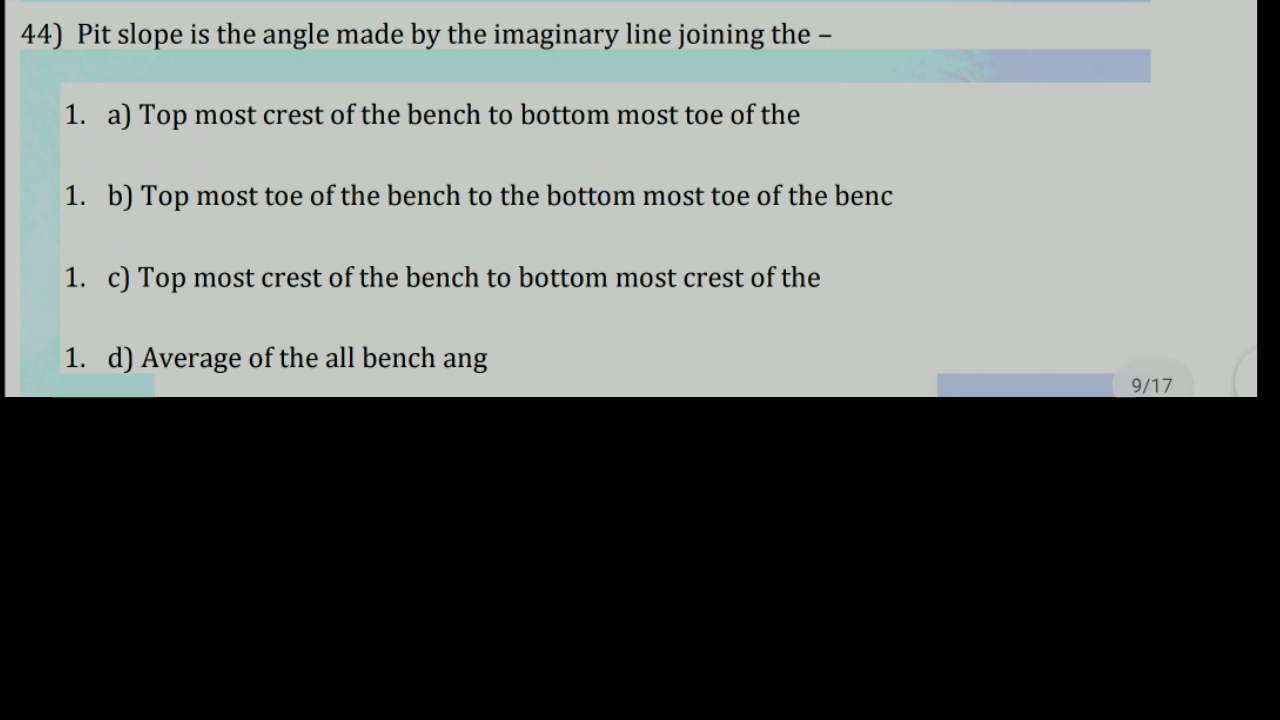 44) Pit slope is the angle made by the imaginary line joining the –
1. a) Top most crest of the bench to bottom most toe of the
1. b) Top most toe of the bench to the bottom most toe of the benc
1. c) Top most crest of the bench to bottom most crest of the
1. d) Average of the all bench ang
9/17